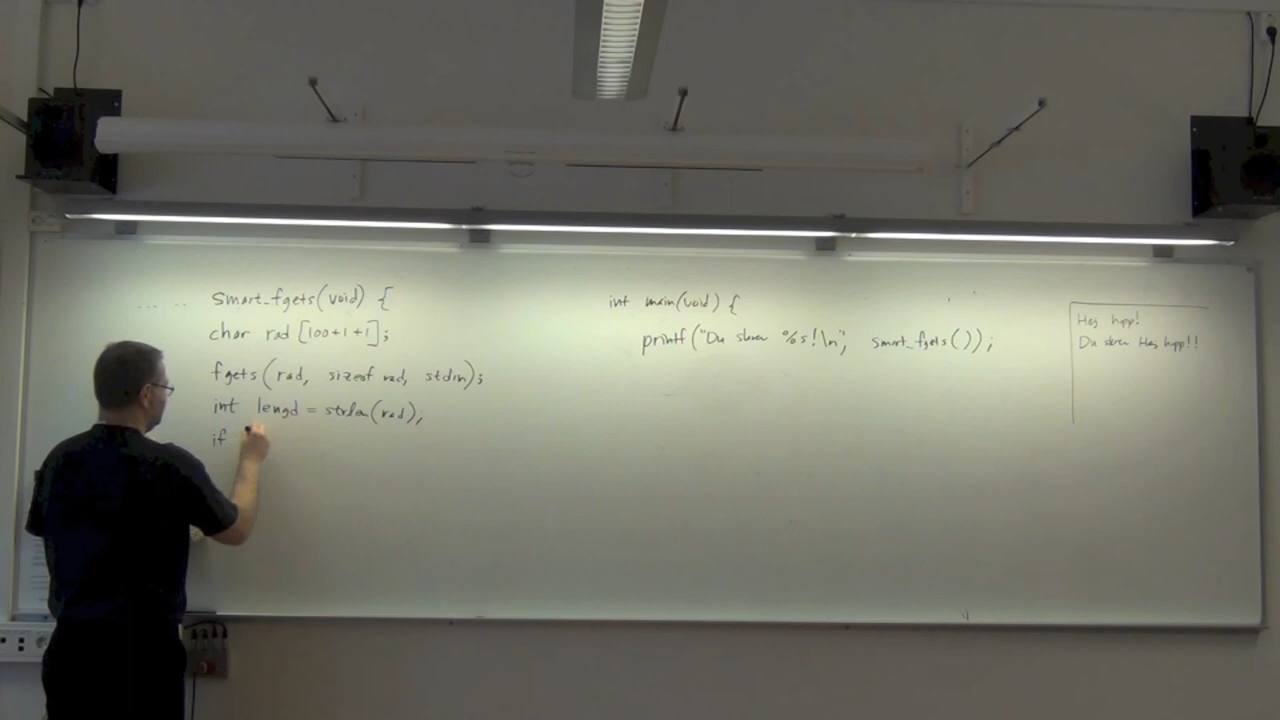 ... .. smart_fgets(void) {
char rad [100+1+1];
fgets(rad, sizeof rad, stdin);
int lengd = strlen(rad);
if
int main(void) {
printf("Du skrev %s!\n", smart_fgets());
Hej hopp!
Du skrev Hej hopp!!